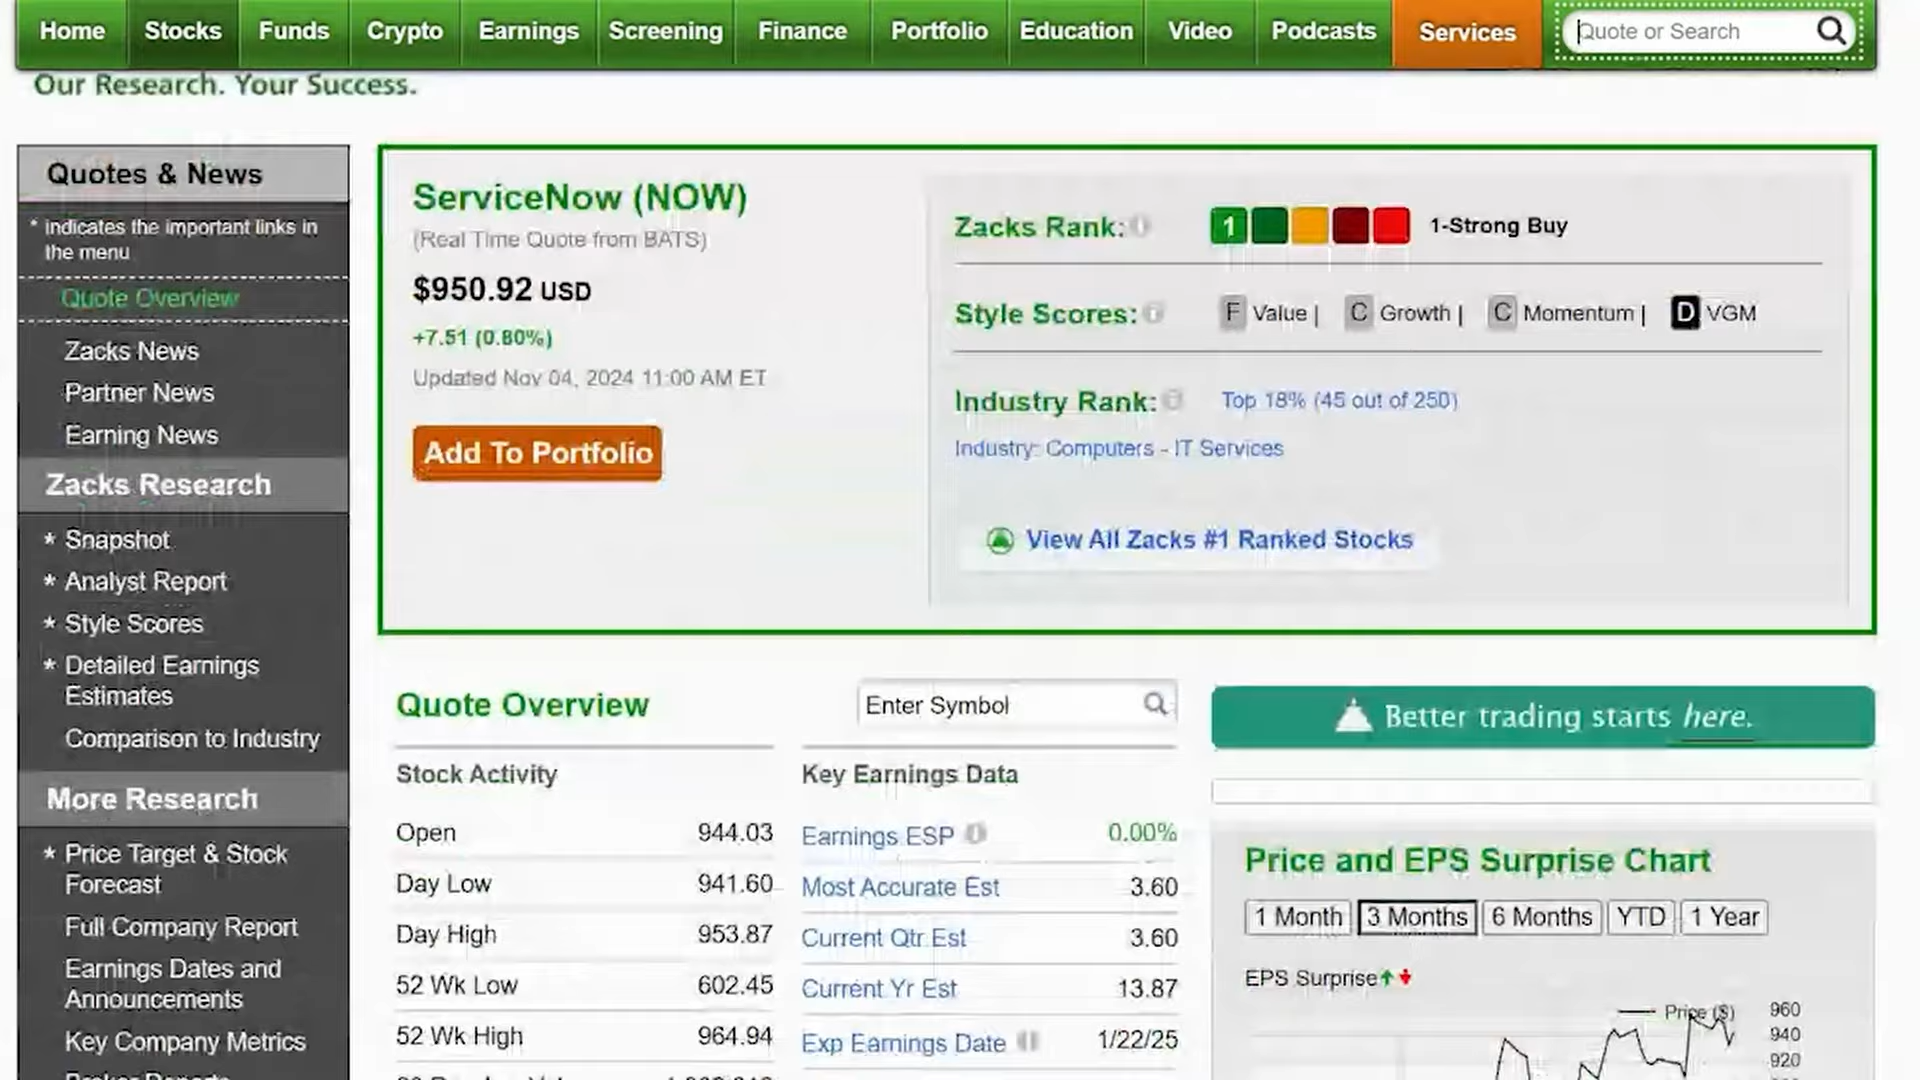 Home Stocks Funds Crypto Earnings Screening Finance Portfolio Education Video Podcasts Services Quote or Search
Our Research. Your Success.
Quotes & News
* indicates the important links in
the menu
Quote Overview
Zacks News
Partner News
Earning News
Zacks Research
* Snapshot
* Analyst Report
* Style Scores
* Detailed Earnings
Estimates
Comparison to Industry
More Research
* Price Target & Stock
Forecast
Full Company Report
Earnings Dates and
Announcements
Key Company Metrics
ServiceNow (NOW)
(Real Time Quote from BATS)
$950.92 USD
+7.51 (0.80%)
Updated Nov 04, 2024 11:00 AM ET
Add To Portfolio
Zacks Rank: 1 1-Strong Buy
Style Scores: F Value | C Growth | C Momentum | D VGM
Industry Rank: Top 18% (45 out of 250)
Industry: Computers - IT Services
View All Zacks #1 Ranked Stocks
Quote Overview
Enter Symbol
Stock Activity
Open 944.03
Day Low 941.60
Day High 953.87
52 Wk Low 602.45
52 Wk High 964.94
Key Earnings Data
Earnings ESP 0.00%
Most Accurate Est 3.60
Current Qtr Est 3.60
Current Yr Est 13.87
Exp Earnings Date 1/22/25
Better trading starts here.
Price and EPS Surprise Chart
1 Month 3 Months 6 Months YTD 1 Year
EPS Surprise
Price ($)
960
940
920